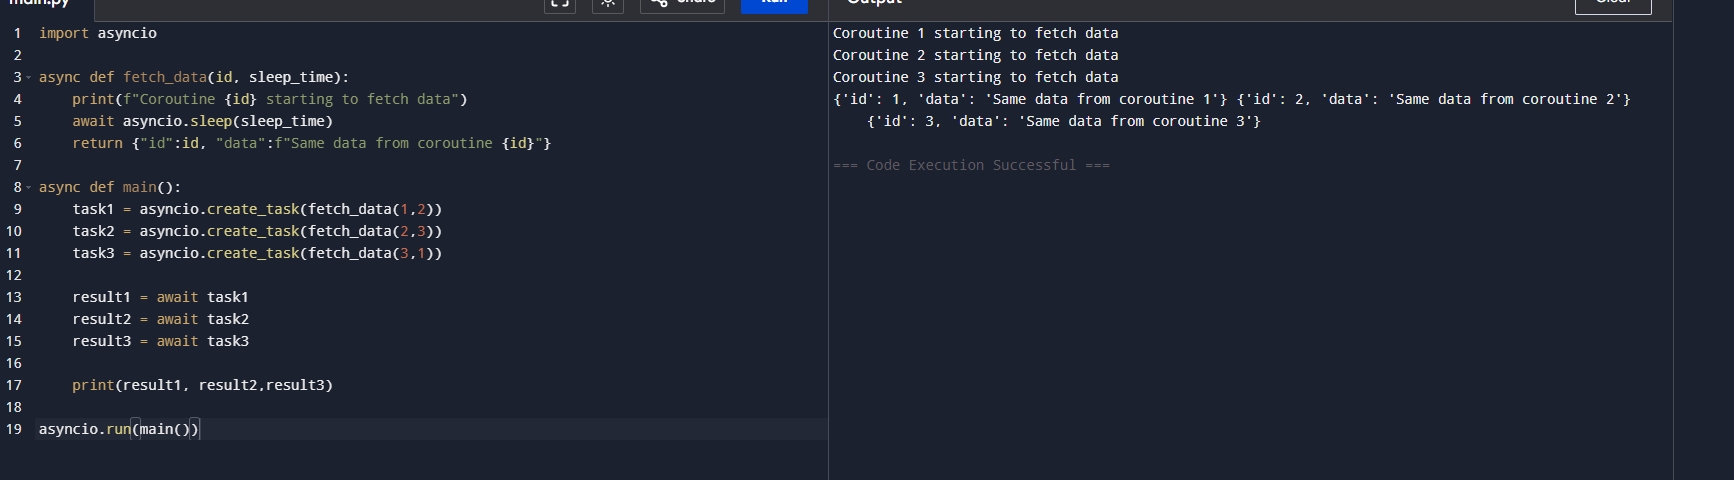 main.py
Share
Run
1 import asyncio
2
3 async def fetch_data(id, sleep_time):
4     print(f"Coroutine {id} starting to fetch data")
5     await asyncio.sleep(sleep_time)
6     return {"id":id, "data":f"Same data from coroutine {id}"}
7
8 async def main():
9     task1 = asyncio.create_task(fetch_data(1,2))
10     task2 = asyncio.create_task(fetch_data(2,3))
11     task3 = asyncio.create_task(fetch_data(3,1))
12
13     result1 = await task1
14     result2 = await task2
15     result3 = await task3
16
17     print(result1, result2,result3)
18
19 asyncio.run(main())
Output
Clear
Coroutine 1 starting to fetch data
Coroutine 2 starting to fetch data
Coroutine 3 starting to fetch data
{'id': 1, 'data': 'Same data from coroutine 1'} {'id': 2, 'data': 'Same data from coroutine 2'}
    {'id': 3, 'data': 'Same data from coroutine 3'}
=== Code Execution Successful ===